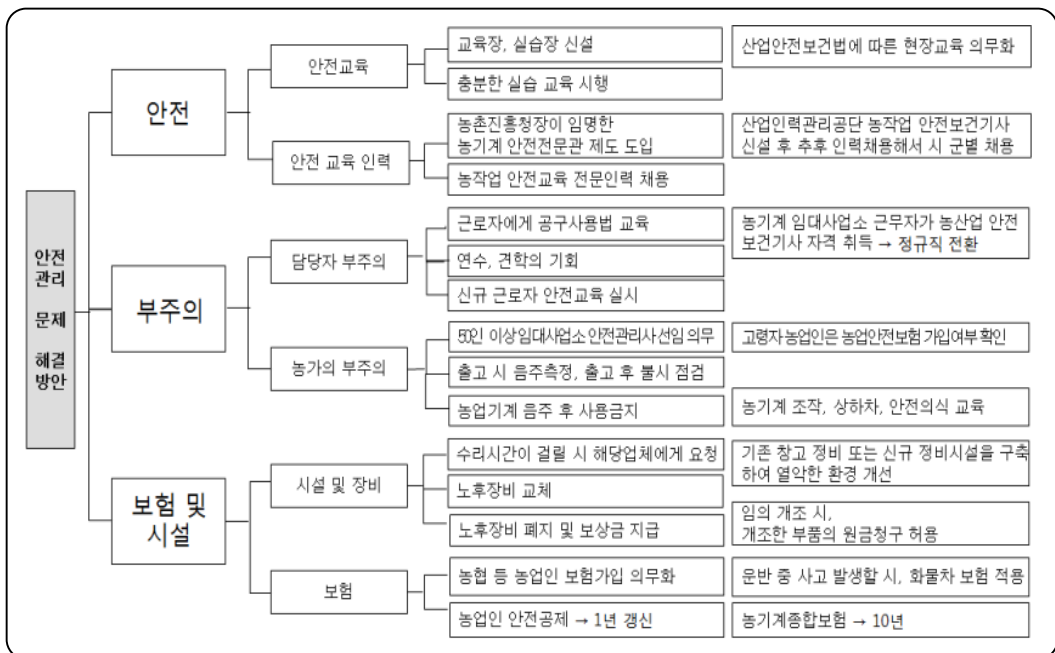 안전
관리
문제
해결
방안
안전
안전교육
교육장, 실습장 신설
산업안전보건법에 따른 현장교육 의무화
충분한 실습 교육 시행
안전 교육 인력
농촌진흥청장이 임명한
농기계 안전전문관 제도 도입
산업인력관리공단 농작업 안전보건기사
신설 후 추후 인력채용해서 시 군별 채용
농작업 안전교육 전문인력 채용
부주의
담당자 부주의
근로자에게 공구사용법 교육
농기계 임대사업소 근무자가 농산업 안전
보건기사 자격 취득 → 정규직 전환
연수, 견학의 기회
신규 근로자 안전교육 실시
농가의 부주의
50인 이상 임대사업소 안전관리사 선임 의무
고령자 농업인은 농업안전보험 가입여부 확인
출고 시 음주측정, 출고 후 불시 점검
농업기계 음주 후 사용금지
농기계 조작, 상하차, 안전의식 교육
보험 및
시설
시설 및 장비
수리시간이 걸릴 시 해당업체에게 요청
기존 창고 정비 또는 신규 정비시설을 구축
하여 열악한 환경 개선
노후장비 교체
노후장비 폐지 및 보상금 지급
임의 개조 시,
개조한 부품의 원금청구 허용
보험
농협 등 농업인 보험가입 의무화
운반 중 사고 발생할 시, 화물차 보험 적용
농업인 안전공제 → 1년 갱신
농기계종합보험 → 10년